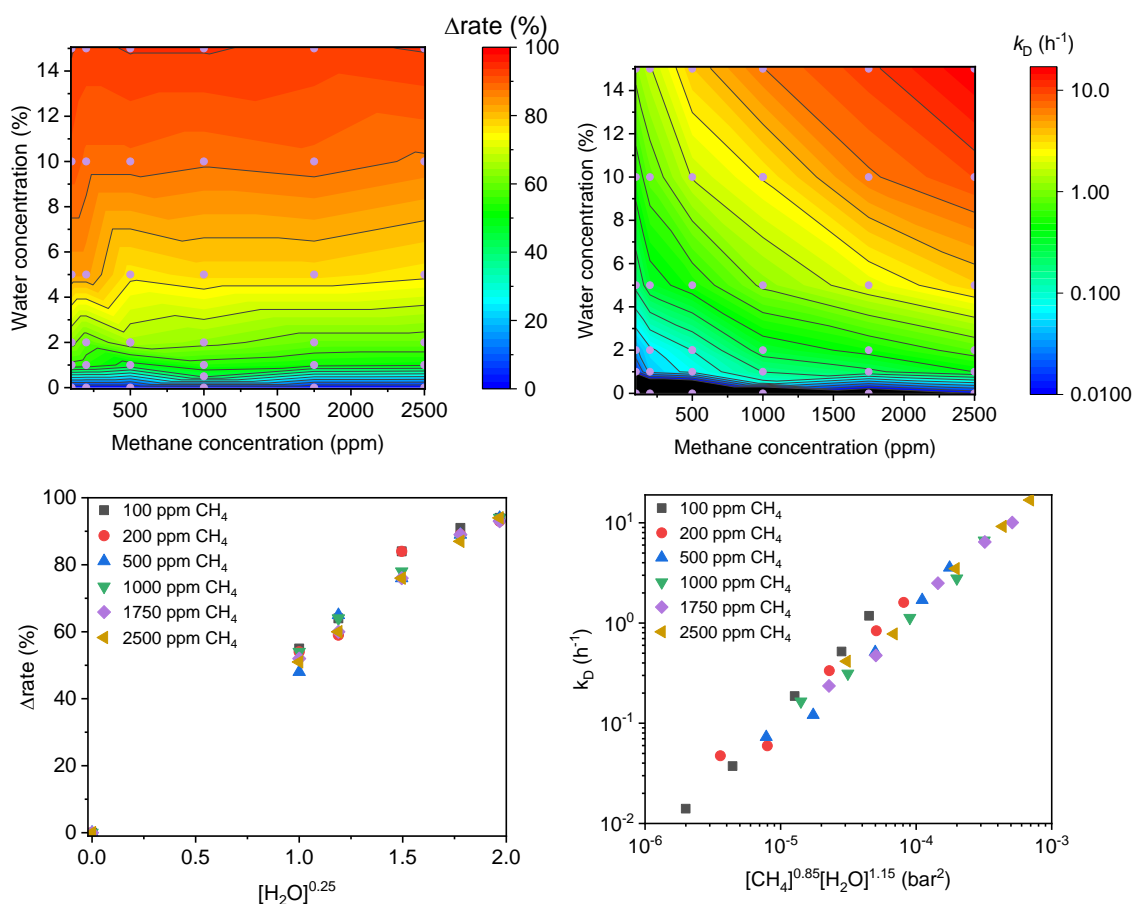 Δrate (%)
100
80
60
40
20
0
14
12
10
8
6
4
2
0
Water concentration (%)
500 1000 1500 2000 2500
Methane concentration (ppm)
k_D (h⁻¹)
10.0
1.00
0.100
0.0100
14
12
10
8
6
4
2
0
Water concentration (%)
500 1000 1500 2000 2500
Methane concentration (ppm)
100
80
60
40
20
0
Δrate (%)
100 ppm CH₄
200 ppm CH₄
500 ppm CH₄
1000 ppm CH₄
1750 ppm CH₄
2500 ppm CH₄
0.0 0.5 1.0 1.5 2.0
[H₂O]⁰·²⁵
10¹
10⁰
10⁻¹
10⁻²
k_D (h⁻¹)
100 ppm CH₄
200 ppm CH₄
500 ppm CH₄
1000 ppm CH₄
1750 ppm CH₄
2500 ppm CH₄
10⁻⁶ 10⁻⁵ 10⁻⁴ 10⁻³
[CH₄]⁰·⁸⁵[H₂O]¹·¹⁵ (bar²)